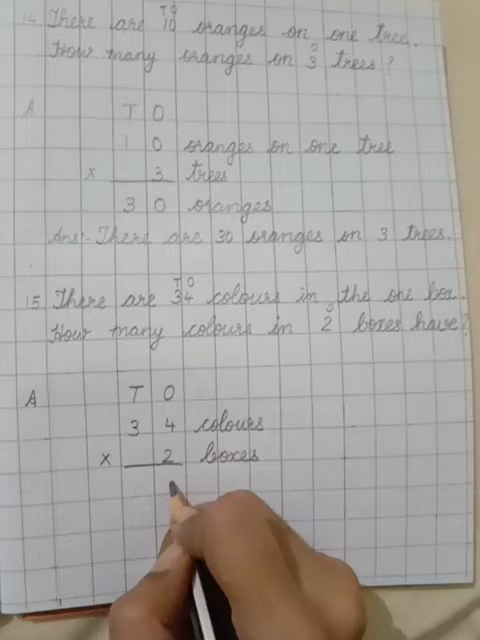 T O
14. There are 10 oranges on one tree.
O
How many oranges on 3 trees?
A
T O
1 0 oranges on one tree
x 3 trees
3 0 oranges
Ans:- There are 30 oranges on 3 trees.
T O
15. There are 34 colours in the one box.
O
How many colours in 2 boxes have?
A T O
3 4 colours
x 2 boxes